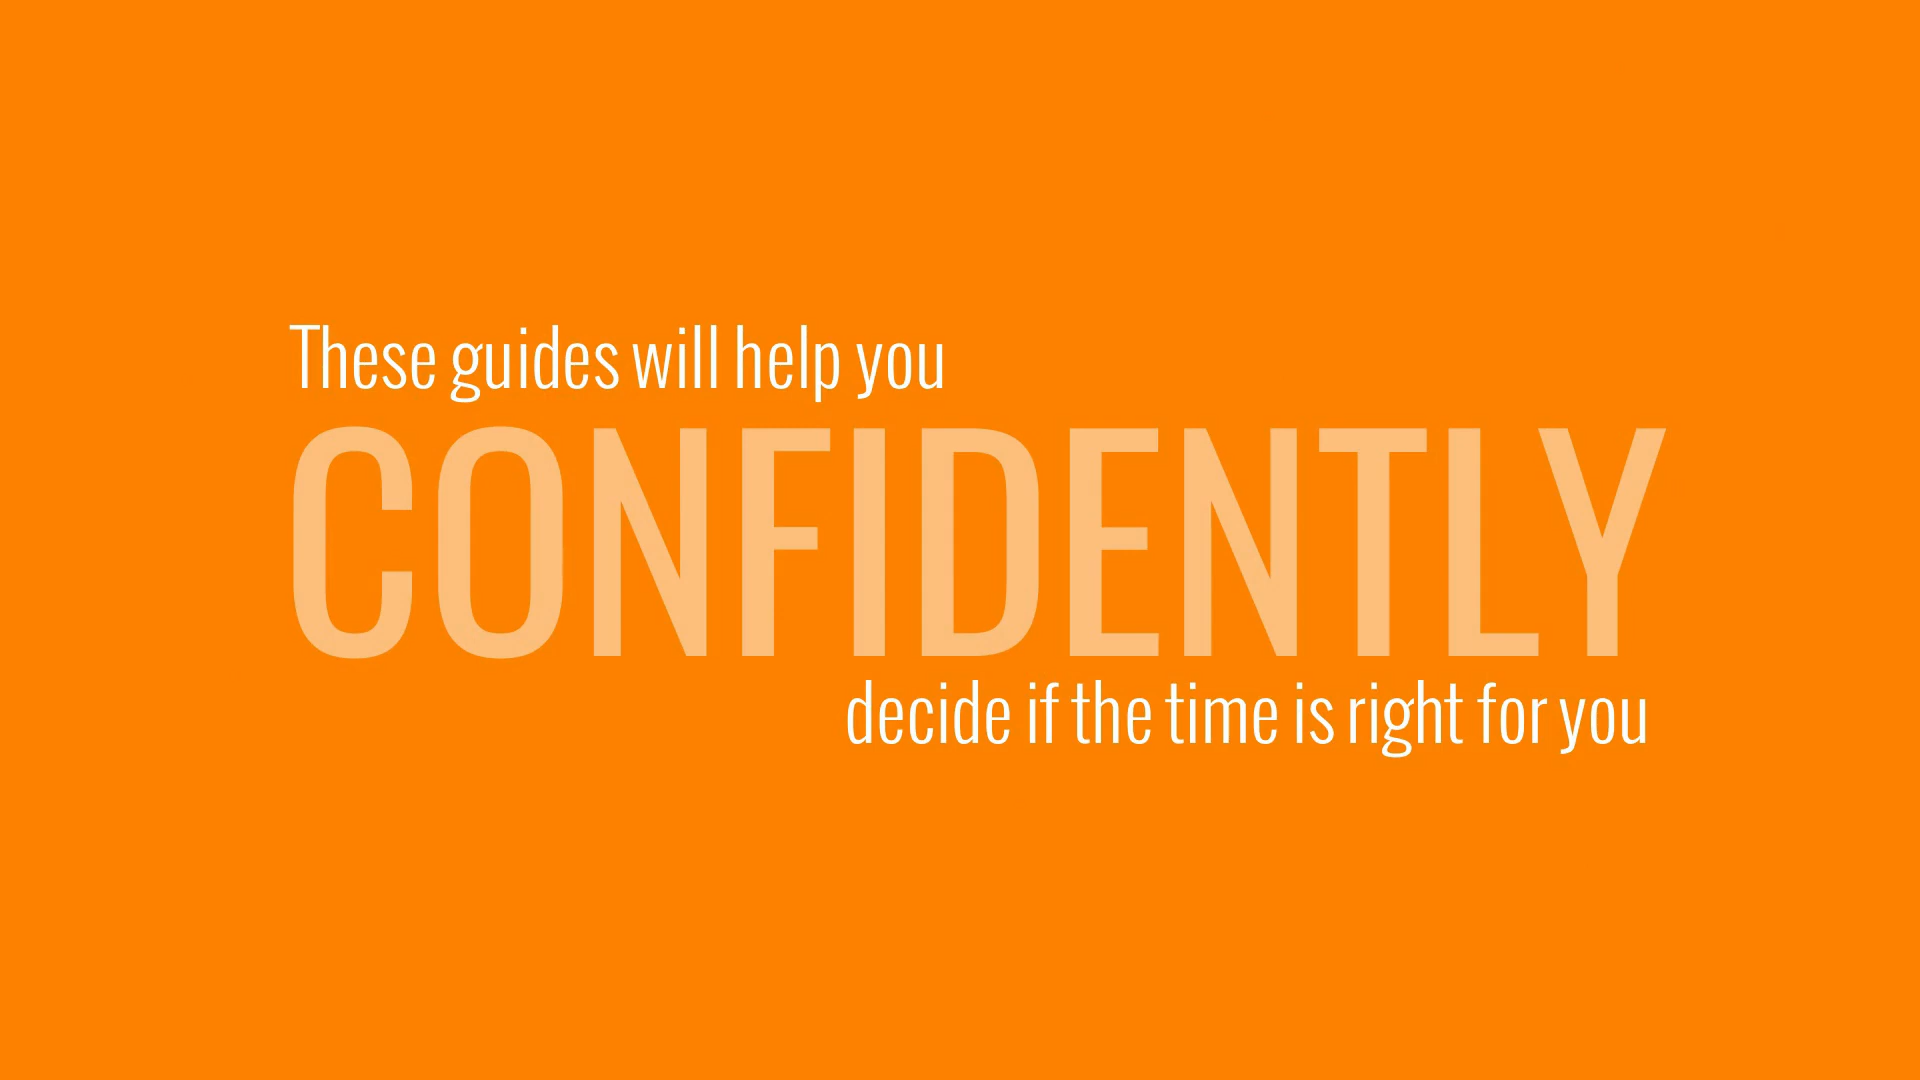 These guides will help you
CONFIDENTLY
decide if the time is right for you